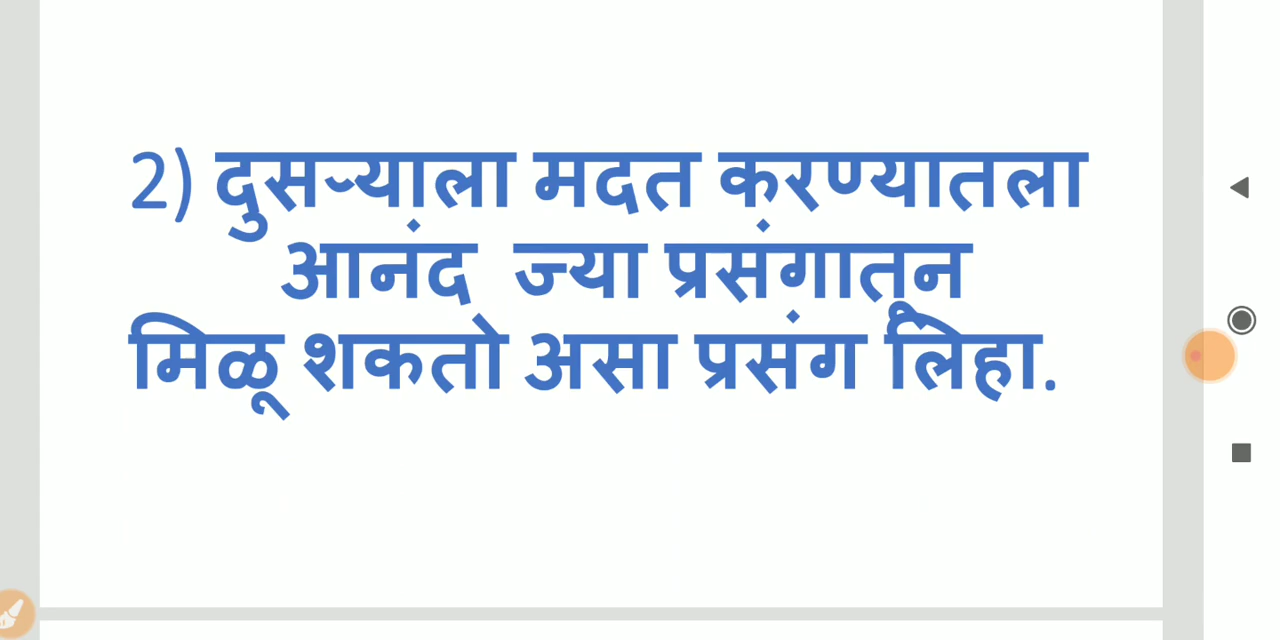 2) दुसऱ्याला मदत करण्यातला
आनंद ज्या प्रसंगातून
मिळू शकतो असा प्रसंग लिहा.